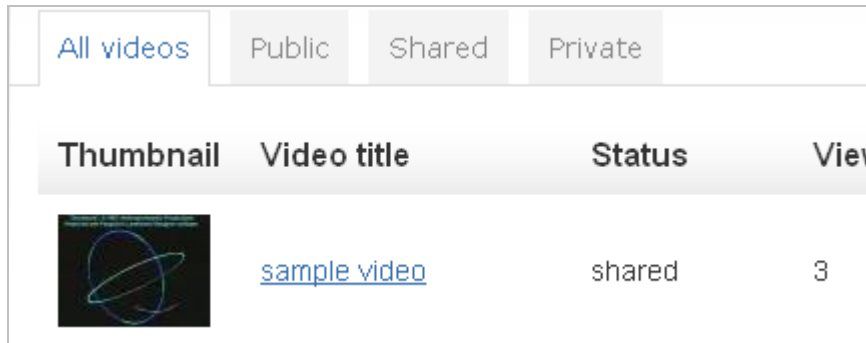 All videos Public Shared Private
Thumbnail Video title Status
sample video shared 3